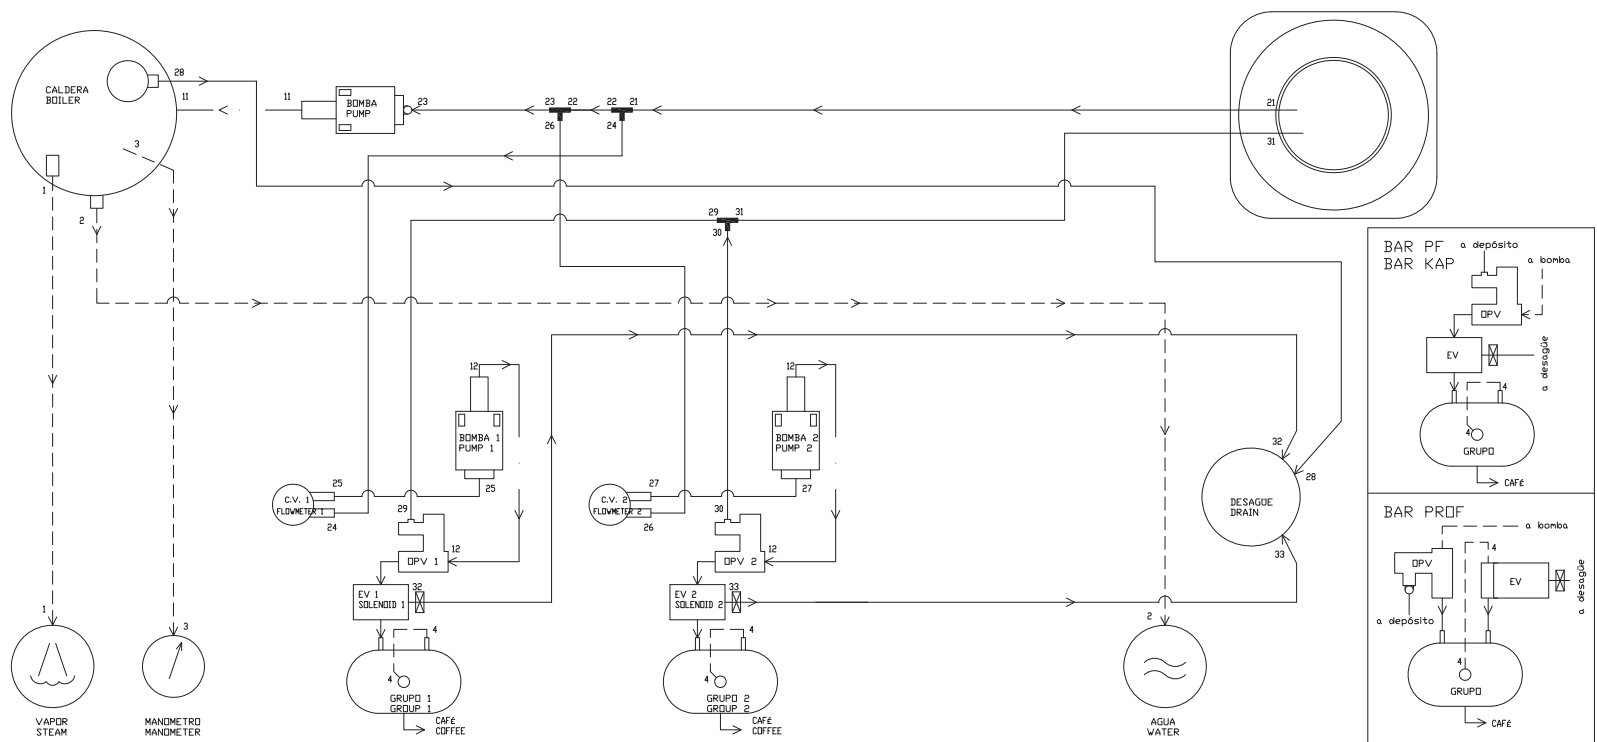 28
CALDERA
BOILER
11
11
BOMBA
PUMP
23
23
22
22
21
26
24
21
31
3
1
2
29
31
30
BAR PF
BAR KAP
a depósito
a bomba
OPV
EV
a desagüe
4
4
GRUPO
CAFÉ
12
12
BOMBA 1
PUMP 1
BOMBA 2
PUMP 2
25
25
C.V. 1
FLOWMETER 1
24
29
27
27
C.V. 2
FLOWMETER 2
26
30
32
28
DESAGÜE
DRAIN
33
BAR PROF
a bomba
4
OPV
EV
a desagüe
a depósito
4
GRUPO
CAFÉ
12
OPV 1
12
OPV 2
EV 1
SOLENOID 1
32
EV 2
SOLENOID 2
33
1
3
2
4
4
4
4
GRUPO 1
GROUP 1
GRUPO 2
GROUP 2
VAPOR
STEAM
MANOMETRO
MANOMETER
CAFÉ
COFFEE
CAFÉ
COFFEE
AGUA
WATER